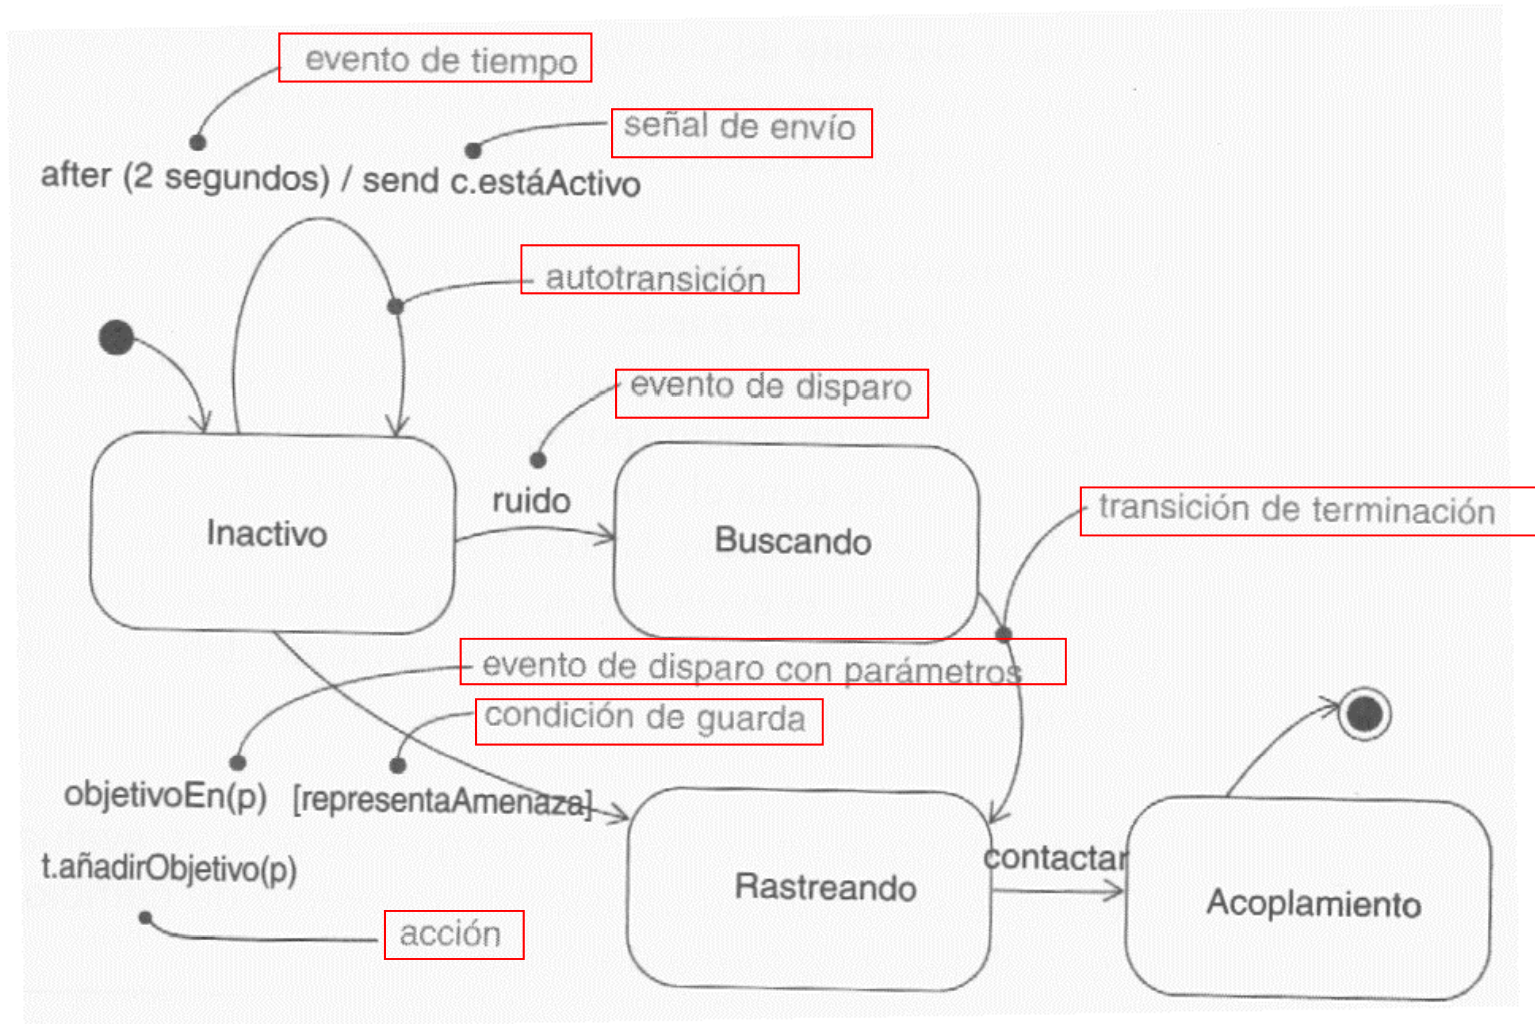 evento de tiempo
señal de envío
after (2 segundos) / send c.estáActivo
autotransición
evento de disparo
ruido
transición de terminación
Inactivo
Buscando
evento de disparo con parámetros
condición de guarda
objetivoEn(p) [representaAmenaza]
t.añadirObjetivo(p)
contactar
Rastreando
Acoplamiento
acción